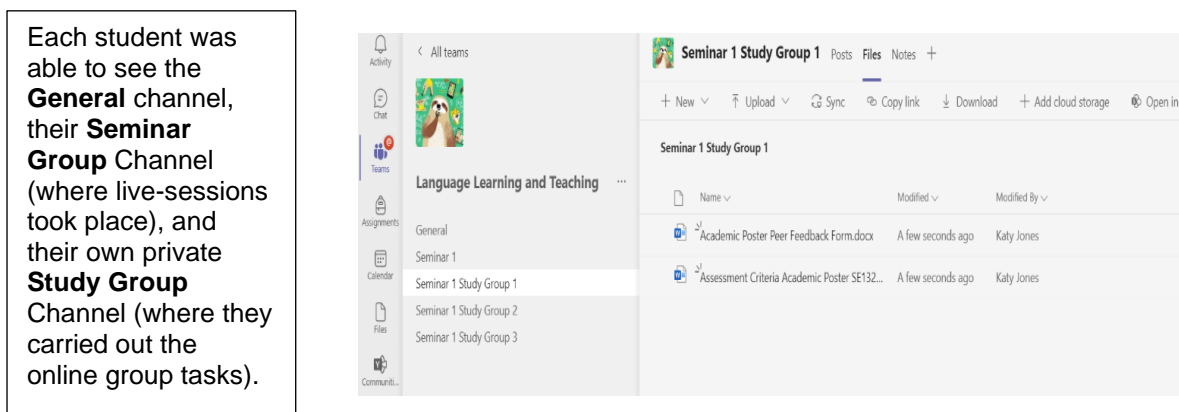 Each student was
able to see the
General channel,
their Seminar
Group Channel
(where live-sessions
took place), and
their own private
Study Group
Channel (where they
carried out the
online group tasks).
Activity
Chat
Teams
Assignments
Calendar
Files
Communiti...
< All teams
Language Learning and Teaching ...
General
Seminar 1
Seminar 1 Study Group 1
Seminar 1 Study Group 2
Seminar 1 Study Group 3
Seminar 1 Study Group 1 Posts Files Notes +
+ New Upload Sync Copy link Download + Add cloud storage Open in
Seminar 1 Study Group 1
Name Modified Modified By
Academic Poster Peer Feedback Form.docx A few seconds ago Katy Jones
Assessment Criteria Academic Poster SE132... A few seconds ago Katy Jones